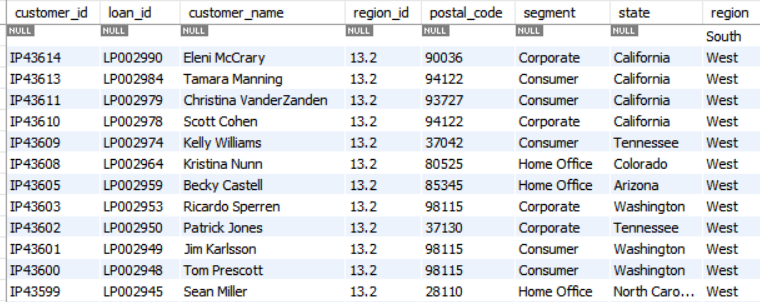 customer_id loan_id customer_name region_id postal_code segment state region
NULL NULL NULL NULL NULL NULL NULL South
IP43614 LP002990 Eleni McCrary 13.2 90036 Corporate California West
IP43613 LP002984 Tamara Manning 13.2 94122 Consumer California West
IP43611 LP002979 Christina VanderZanden 13.2 93727 Consumer California West
IP43610 LP002978 Scott Cohen 13.2 94122 Corporate California West
IP43609 LP002974 Kelly Williams 13.2 37042 Consumer Tennessee West
IP43608 LP002964 Kristina Nunn 13.2 80525 Home Office Colorado West
IP43605 LP002959 Becky Castell 13.2 85345 Home Office Arizona West
IP43603 LP002953 Ricardo Sperren 13.2 98115 Corporate Washington West
IP43602 LP002950 Patrick Jones 13.2 37130 Corporate Tennessee West
IP43601 LP002949 Jim Karlsson 13.2 98115 Consumer Washington West
IP43600 LP002948 Tom Prescott 13.2 98115 Consumer Washington West
IP43599 LP002945 Sean Miller 13.2 28110 Home Office North Caro... West